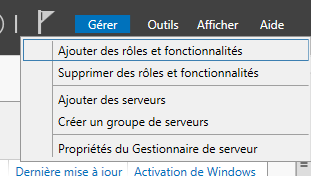 Gérer Outils Afficher Aide
Ajouter des rôles et fonctionnalités
Supprimer des rôles et fonctionnalités
Ajouter des serveurs
Créer un groupe de serveurs
Propriétés du Gestionnaire de serveur
Dernière mise à jour Activation de Windows